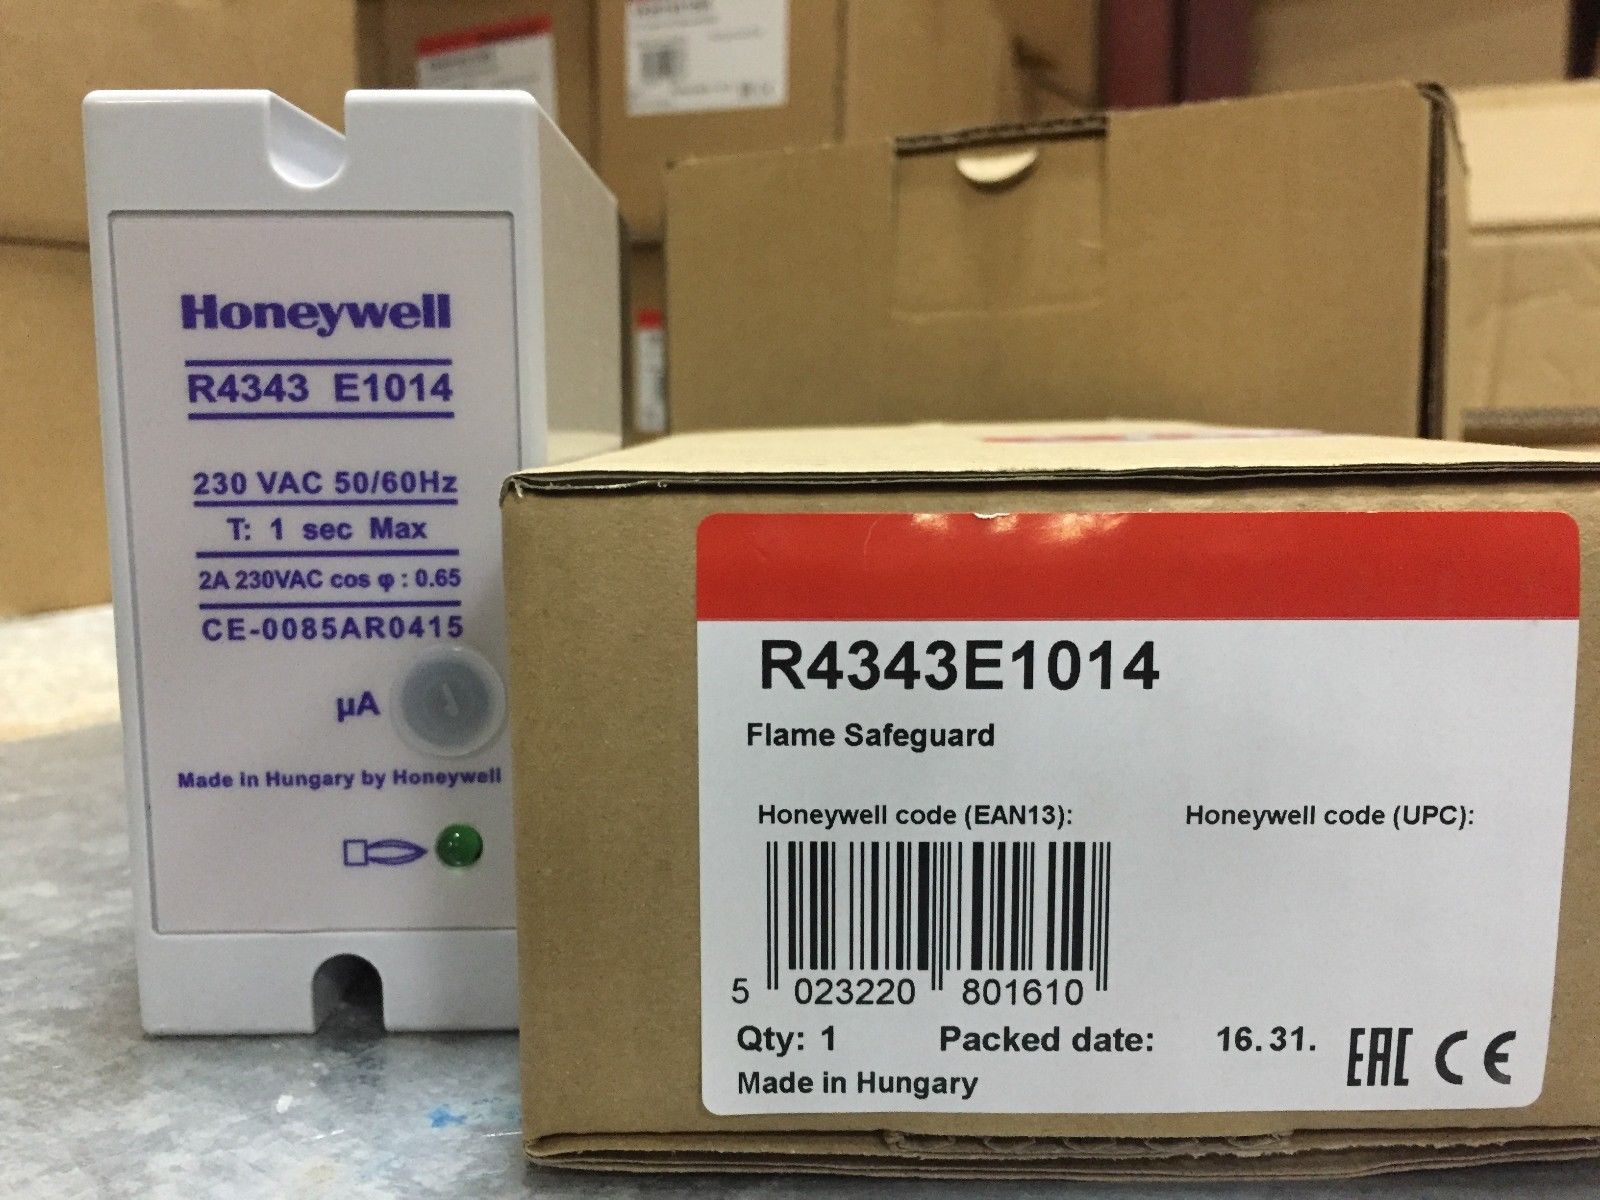 Honeywell
R4343 E1014
230 VAC 50/60Hz
T: 1 sec Max
2A 230VAC cos φ : 0.65
CE-0085AR0415
µA
Made in Hungary by Honeywell
R4343E1014
Flame Safeguard
Honeywell code (EAN13): Honeywell code (UPC):
5 023220 801610
Qty: 1 Packed date: 16.31.
Made in Hungary
EAC CE